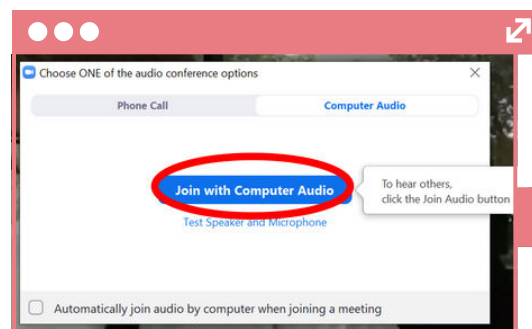 Choose ONE of the audio conference options
Phone Call
Computer Audio
Join with Computer Audio
To hear others,
click the Join Audio button
Test Speaker and Microphone
Automatically join audio by computer when joining a meeting